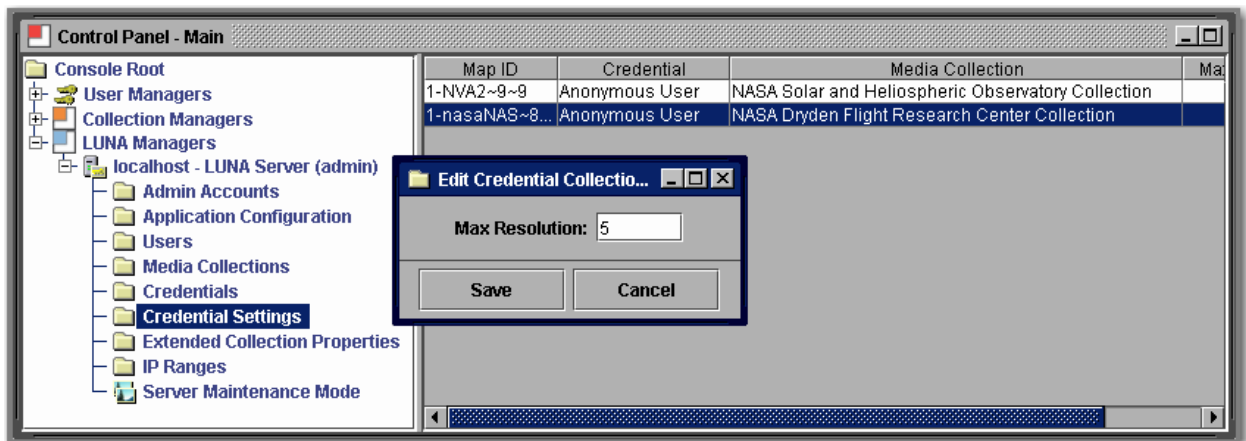 Control Panel - Main
Console Root
User Managers
Collection Managers
LUNA Managers
localhost - LUNA Server (admin)
Admin Accounts
Application Configuration
Users
Media Collections
Credentials
Credential Settings
Extended Collection Properties
IP Ranges
Server Maintenance Mode
Map ID Credential Media Collection Ma
1-NVA2~9~9 Anonymous User NASA Solar and Heliospheric Observatory Collection
1-nasaNAS~8... Anonymous User NASA Dryden Flight Research Center Collection
Edit Credential Collectio...
Max Resolution: 5
Save Cancel